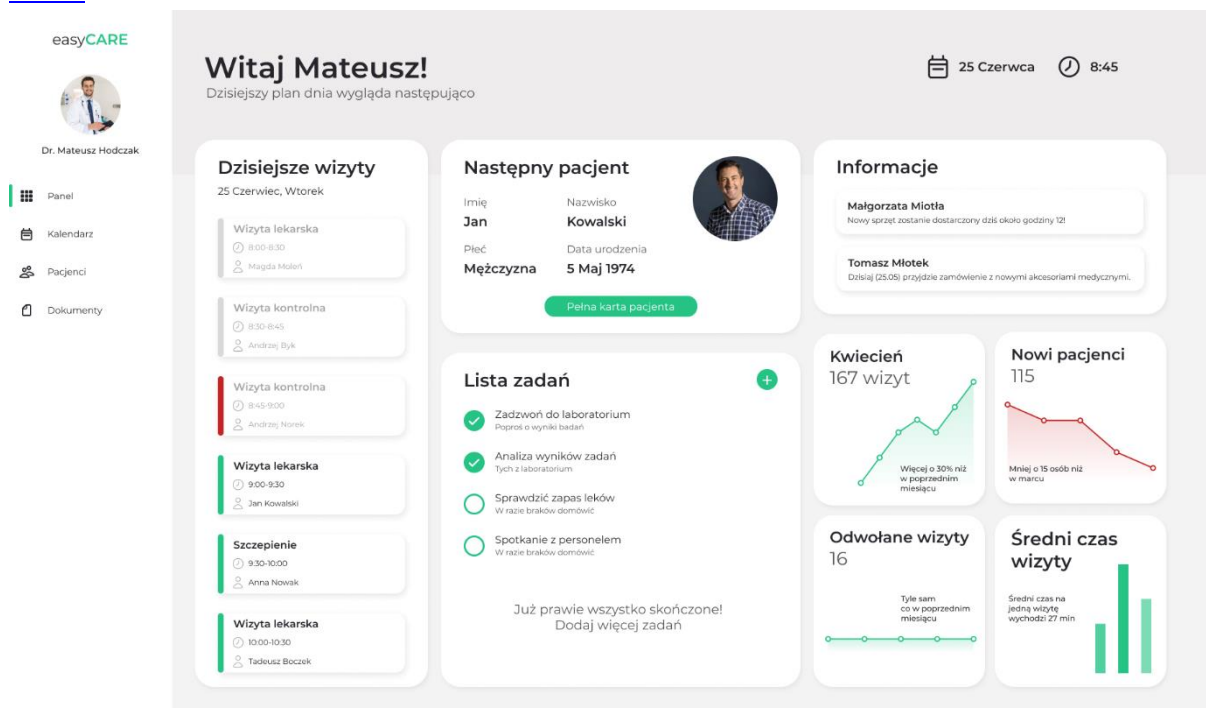 easyCARE
Dr. Mateusz Hodczak
Panel
Kalendarz
Pacjenci
Dokumenty
Witaj Mateusz!
Dzisiejszy plan dnia wygląda następująco
25 Czerwca
8:45
Dzisiejsze wizyty
25 Czerwiec, Wtorek
Wizyta lekarska
8:00-8:30
Magda Moleń
Wizyta kontrolna
8:30-8:45
Andrzej Byk
Wizyta kontrolna
8:45-9:00
Andrzej Norek
Wizyta lekarska
9:00-9:30
Jan Kowalski
Szczepienie
9:30-10:00
Anna Nowak
Wizyta lekarska
10:00-10:30
Tadeusz Boczek
Następny pacjent
Imię
Nazwisko
Jan
Kowalski
Płeć
Data urodzenia
Mężczyzna
5 Maj 1974
Pełna karta pacjenta
Lista zadań
Zadzwoń do laboratorium
Poproś o wyniki badań
Analiza wyników zadań
Tych z laboratorium
Sprawdzić zapas leków
W razie braków domówić
Spotkanie z personelem
W razie braków domówić
Już prawie wszystko skończone!
Dodaj więcej zadań
Informacje
Małgorzata Miotła
Nowy sprzęt zostanie dostarczony dziś około godziny 12!
Tomasz Młotek
Dzisiaj (25.05) przyjdzie zamówienie z nowymi akcesoriami medycznymi.
Kwiecień
167 wizyt
Więcej o 30% niż
w poprzednim
miesiącu
Nowi pacjenci
115
Mniej o 15 osób niż
w marcu
Odwołane wizyty
16
Tyle sam
co w poprzednim
miesiącu
Średni czas
wizyty
Średni czas na
jedną wizytę
wychodzi 27 min